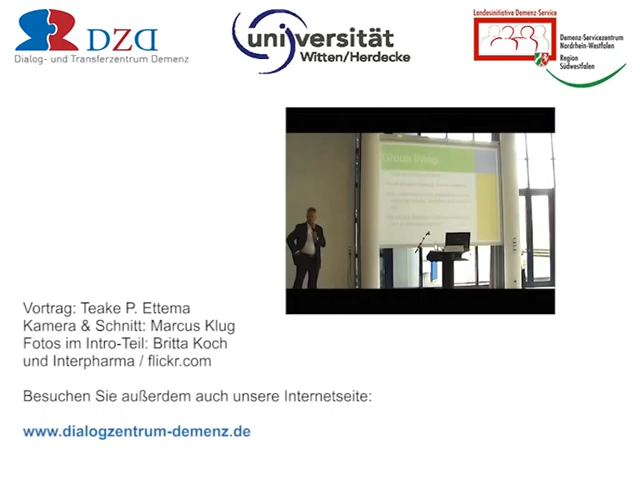 DZD
Dialog- und Transferzentrum Demenz
universität
Witten/Herdecke
Landesinitiative Demenz-Service
Demenz-Servicezentrum
Nordrhein-Westfalen
Region
Südwestfalen
Group living
Vortrag: Teake P. Ettema
Kamera & Schnitt: Marcus Klug
Fotos im Intro-Teil: Britta Koch
und Interpharma / flickr.com
Besuchen Sie außerdem auch unsere Internetseite:
www.dialogzentrum-demenz.de